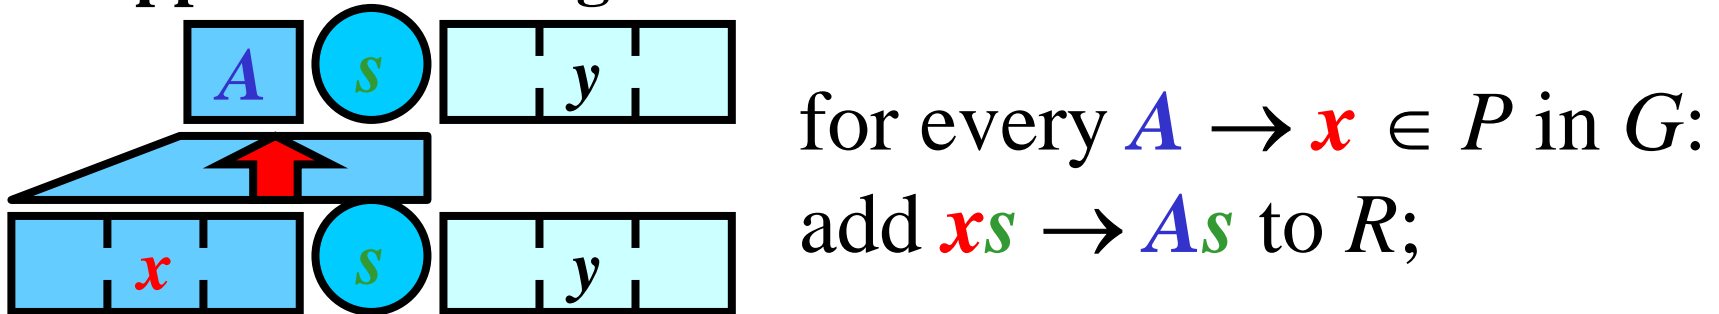 A s y
for every A → x ∈ P in G:
add xs → As to R;
x s y